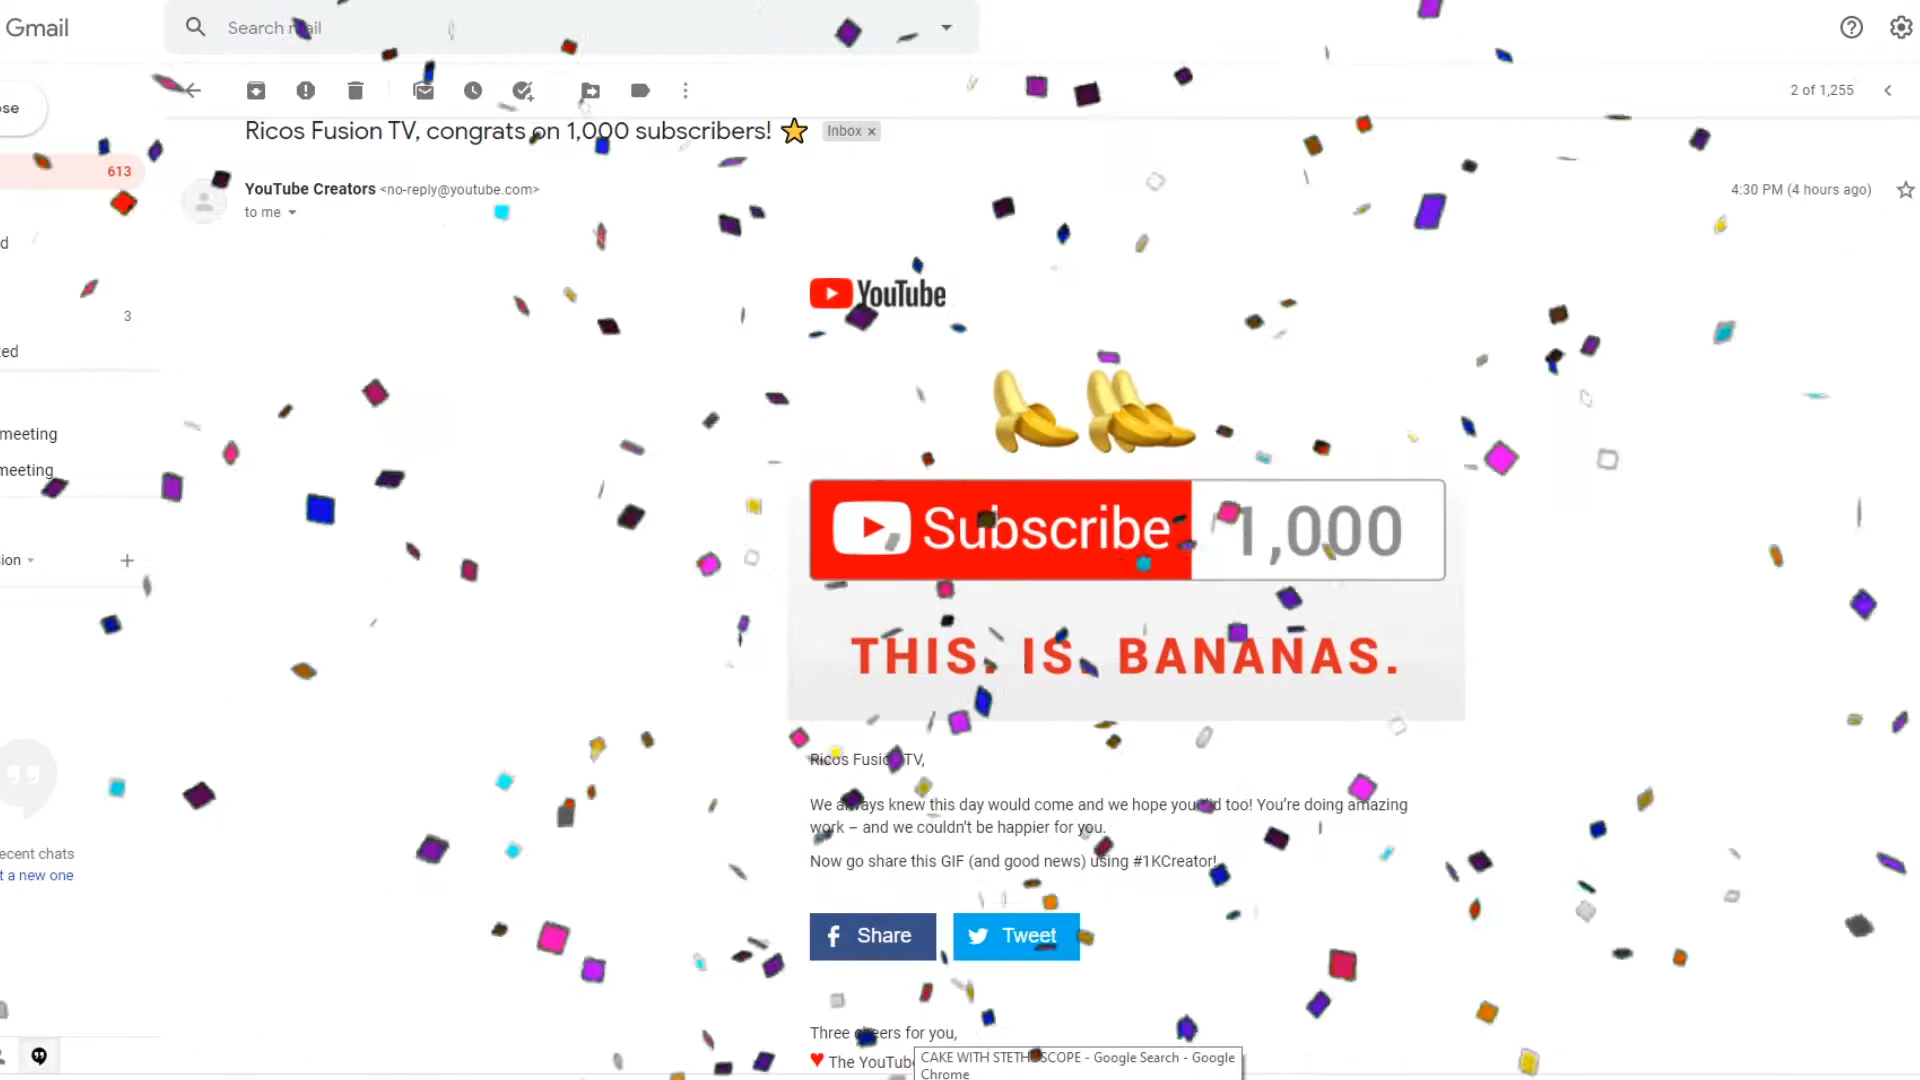 Gmail
Search mail
ose
2 of 1,255
Ricos Fusion TV, congrats on 1,000 subscribers!
Inbox ×
613
YouTube Creators <no-reply@youtube.com>
4:30 PM (4 hours ago)
to me
d
YouTube
3
ted
meeting
meeting
Subscribe 1,000
sion
THIS. IS. BANANAS.
Ricos Fusion TV,
We always knew this day would come and we hope you did too! You're doing amazing
work – and we couldn't be happier for you.
Now go share this GIF (and good news) using #1KCreator!
ecent chats
t a new one
Share
Tweet
Three cheers for you,
The YouTube
CAKE WITH STETHOSCOPE - Google Search - Google
Chrome